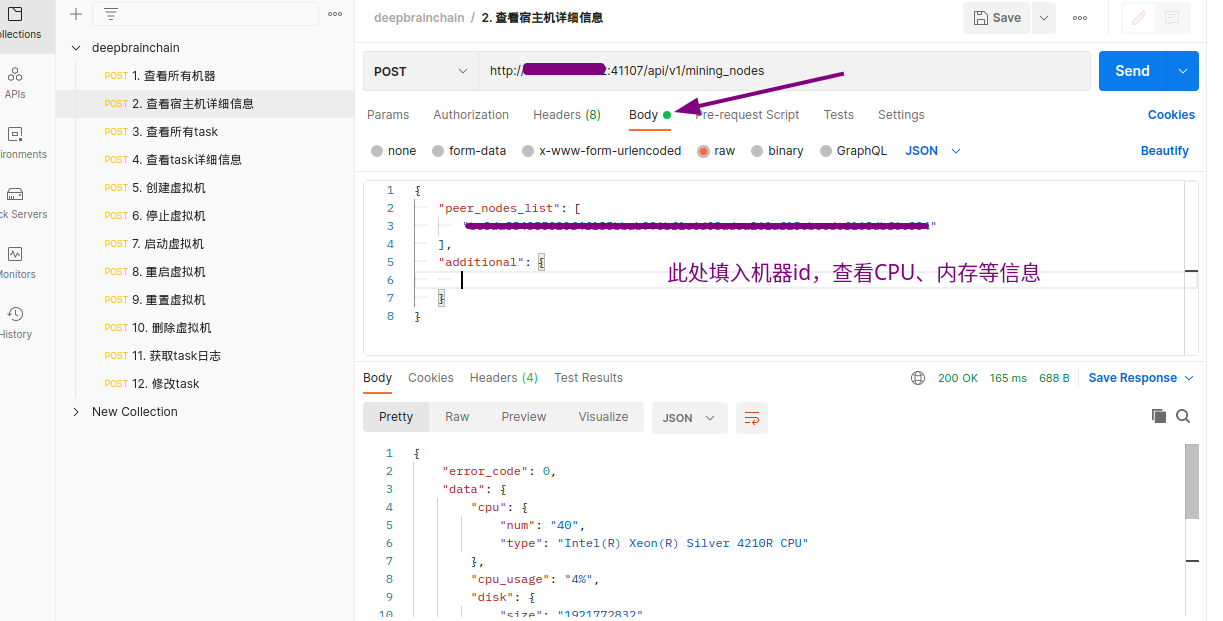 ollections
APIs
ironments
ck Servers
Monitors
History
deepbrainchain
POST 1. 查看所有机器
POST 2. 查看宿主机详细信息
POST 3. 查看所有task
POST 4. 查看task详细信息
POST 5. 创建虚拟机
POST 6. 停止虚拟机
POST 7. 启动虚拟机
POST 8. 重启虚拟机
POST 9. 重置虚拟机
POST 10. 删除虚拟机
POST 11. 获取task日志
POST 12. 修改task
New Collection
deepbrainchain / 2. 查看宿主机详细信息
Save
POST
http:// :41107/api/v1/mining_nodes
Send
Params Authorization Headers (8) Body Pre-request Script Tests Settings Cookies
none form-data x-www-form-urlencoded raw binary GraphQL JSON Beautify
1 {
2 "peer_nodes_list": [
3 "
4 ],
5 "additional": {
6
7 }
8 }
此处填入机器id，查看CPU、内存等信息
Body Cookies Headers (4) Test Results 200 OK 165 ms 688 B Save Response
Pretty Raw Preview Visualize JSON
1 {
2 "error_code": 0,
3 "data": {
4 "cpu": {
5 "num": "40",
6 "type": "Intel(R) Xeon(R) Silver 4210R CPU"
7 },
8 "cpu_usage": "4%",
9 "disk": {
10 "size": "1921772832",